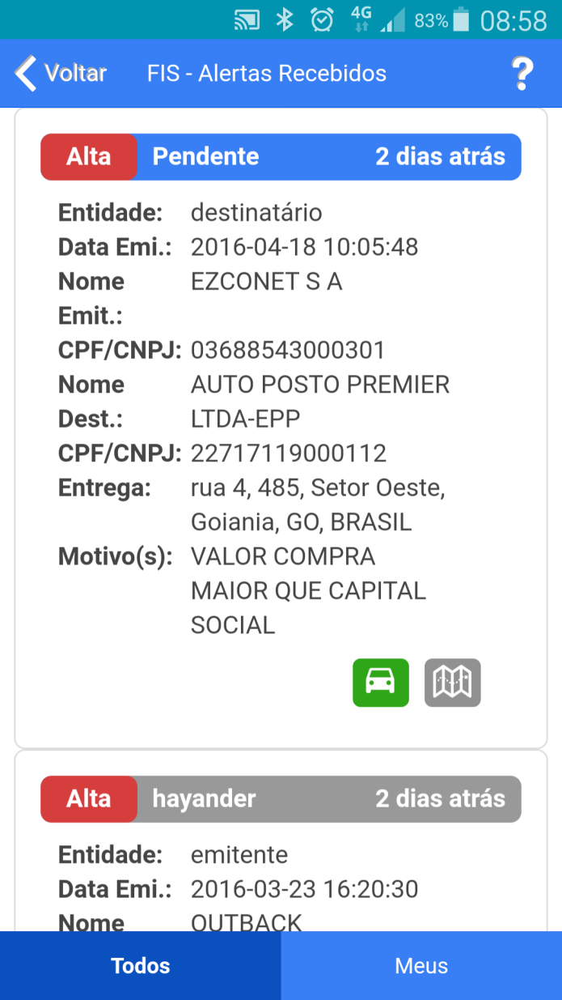 4G 83% 08:58
Voltar FIS - Alertas Recebidos ?
Alta Pendente 2 dias atrás
Entidade: destinatário
Data Emi.: 2016-04-18 10:05:48
Nome EZCONET S A
Emit.:
CPF/CNPJ: 03688543000301
Nome AUTO POSTO PREMIER
Dest.: LTDA-EPP
CPF/CNPJ: 22717119000112
Entrega: rua 4, 485, Setor Oeste,
Goiania, GO, BRASIL
Motivo(s): VALOR COMPRA
MAIOR QUE CAPITAL
SOCIAL
Alta hayander 2 dias atrás
Entidade: emitente
Data Emi.: 2016-03-23 16:20:30
Nome OUTBACK
Todos Meus